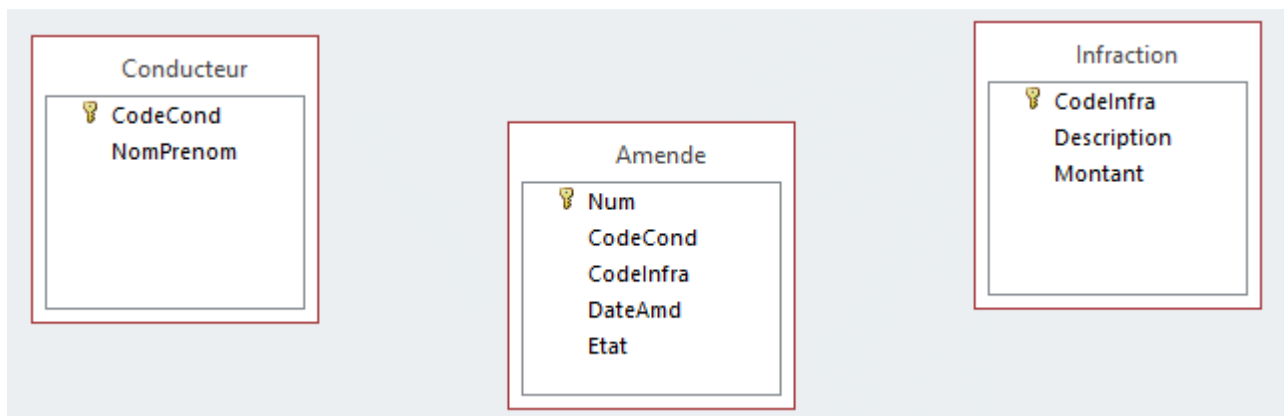 Conducteur
CodeCond
NomPrenom
Amende
Num
CodeCond
CodeInfra
DateAmd
Etat
Infraction
CodeInfra
Description
Montant